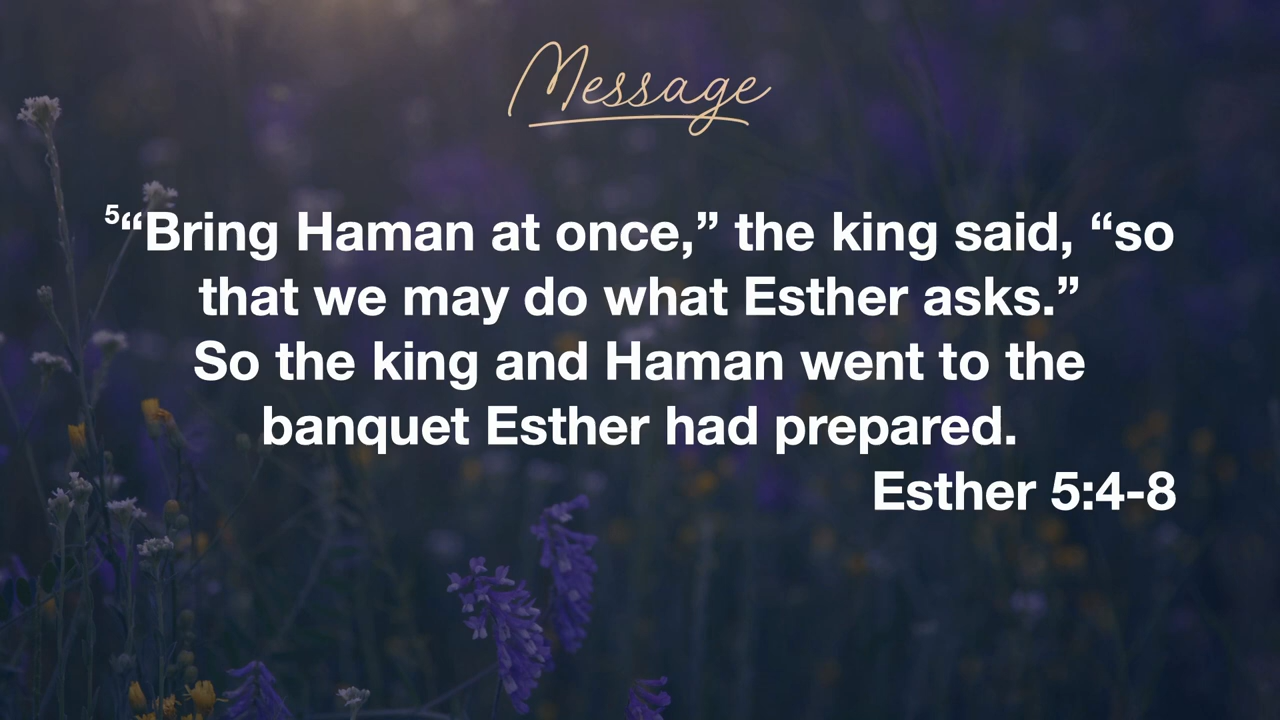 Message
⁵“Bring Haman at once,” the king said, “so
that we may do what Esther asks.”
So the king and Haman went to the
banquet Esther had prepared.
Esther 5:4-8